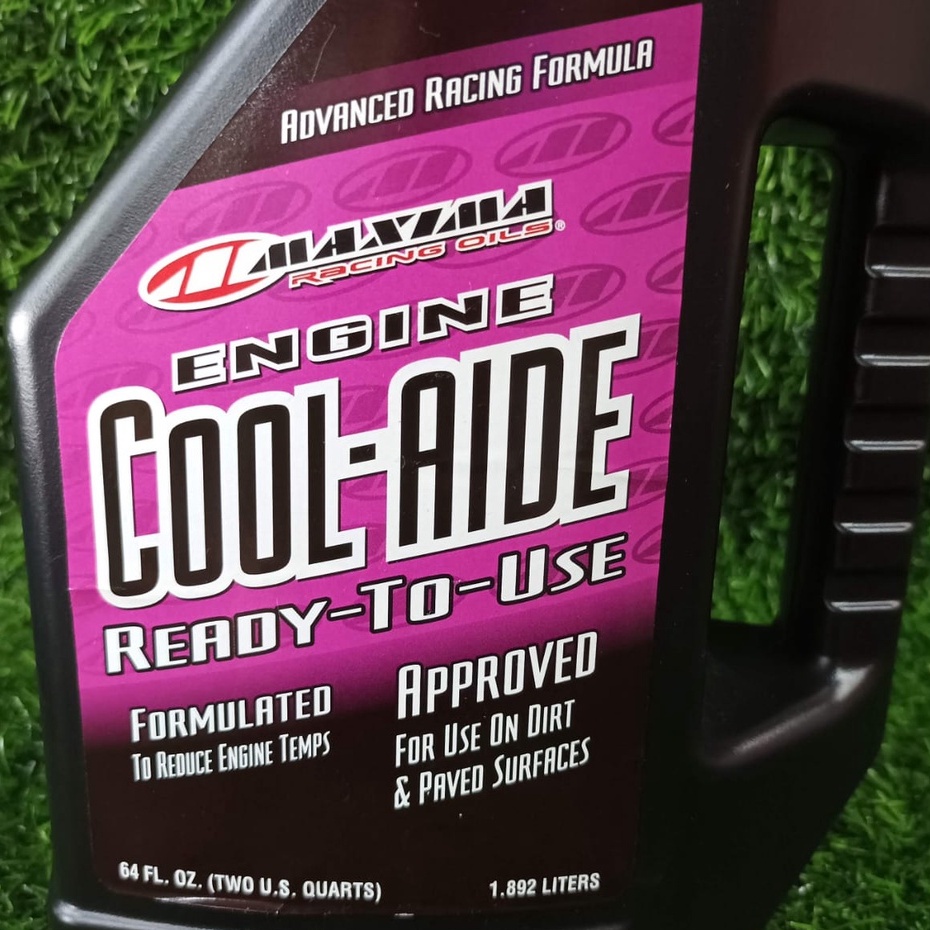 ADVANCED RACING FORMULA
MAXIMA
RACING OILS®
ENGINE
COOL-AIDE
READY-TO-USE
FORMULATED
TO REDUCE ENGINE TEMPS
APPROVED
FOR USE ON DIRT
& PAVED SURFACES
64 FL. OZ. (TWO U.S. QUARTS)
1.892 LITERS